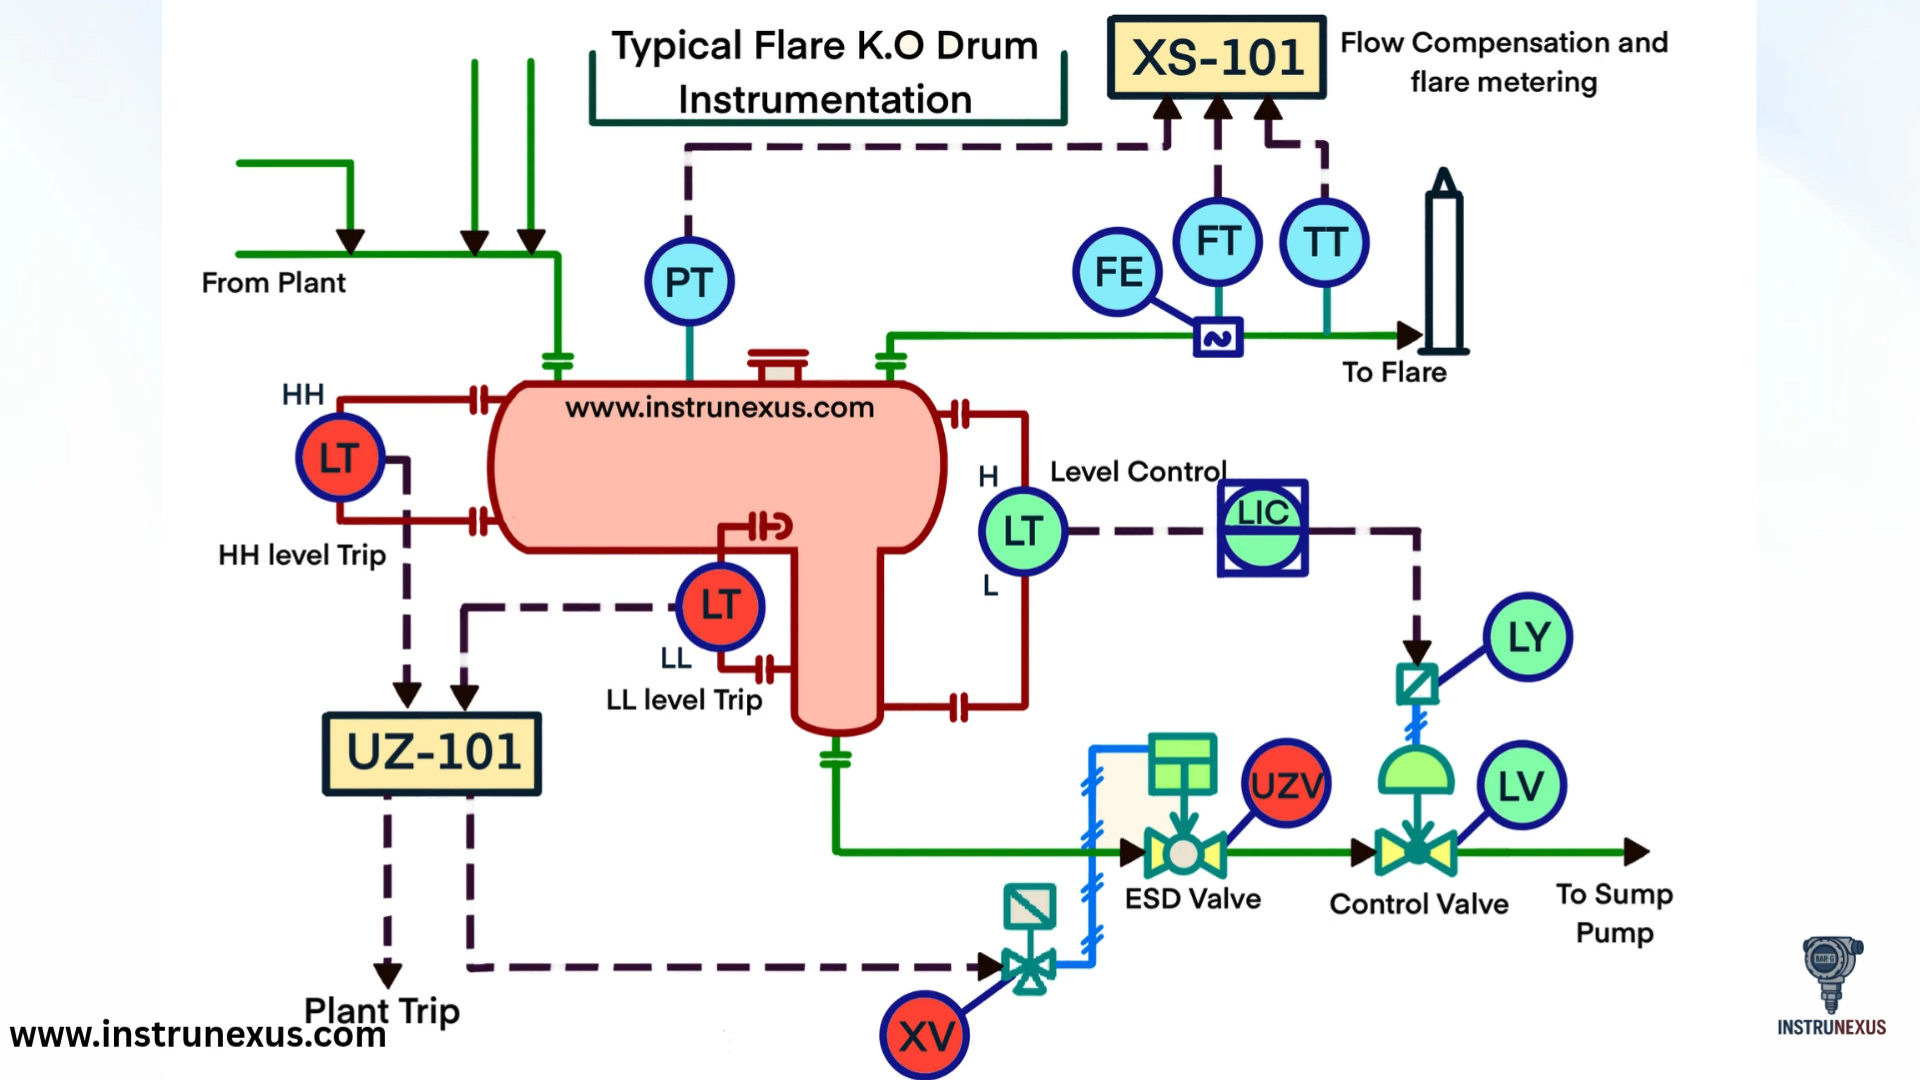 Typical Flare K.O Drum
Instrumentation
XS-101
Flow Compensation and
flare metering
From Plant
PT
FE
FT
TT
To Flare
www.instrunexus.com
HH
LT
HH level Trip
H
Level Control
LT
L
LIC
LT
LL
LL level Trip
LY
UZ-101
UZV
LV
ESD Valve
Control Valve
To Sump
Pump
Plant Trip
XV
www.instrunexus.com
BAR-G
INSTRUNEXUS